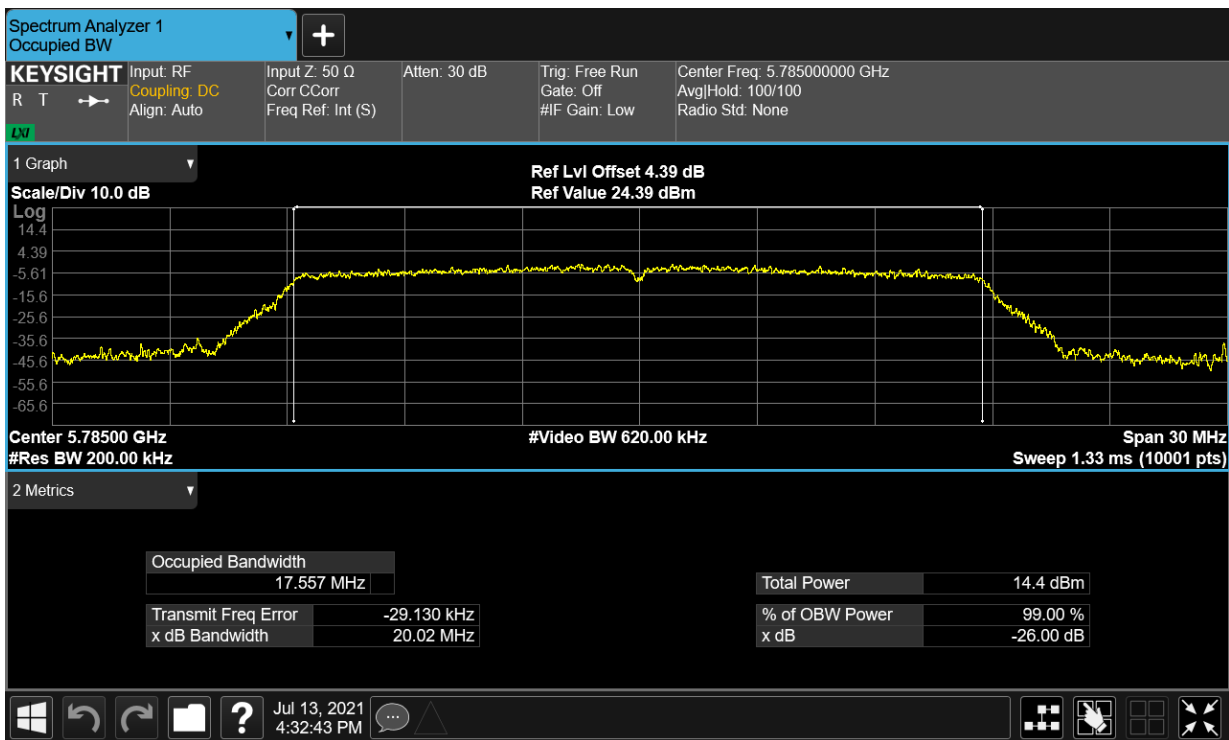 Spectrum Analyzer 1
Occupied BW
KEYSIGHT
R T
LXI
Input: RF
Coupling: DC
Align: Auto
Input Z: 50 Ω
Corr CCorr
Freq Ref: Int (S)
Atten: 30 dB
Trig: Free Run
Gate: Off
#IF Gain: Low
Center Freq: 5.785000000 GHz
Avg|Hold: 100/100
Radio Std: None
1 Graph
Scale/Div 10.0 dB
Ref Lvl Offset 4.39 dB
Ref Value 24.39 dBm
Log
14.4
4.39
-5.61
-15.6
-25.6
-35.6
-45.6
-55.6
-65.6
Center 5.78500 GHz
#Res BW 200.00 kHz
#Video BW 620.00 kHz
Span 30 MHz
Sweep 1.33 ms (10001 pts)
2 Metrics
Occupied Bandwidth
17.557 MHz
Transmit Freq Error -29.130 kHz
x dB Bandwidth 20.02 MHz
Total Power 14.4 dBm
% of OBW Power 99.00 %
x dB -26.00 dB
?
Jul 13, 2021
4:32:43 PM